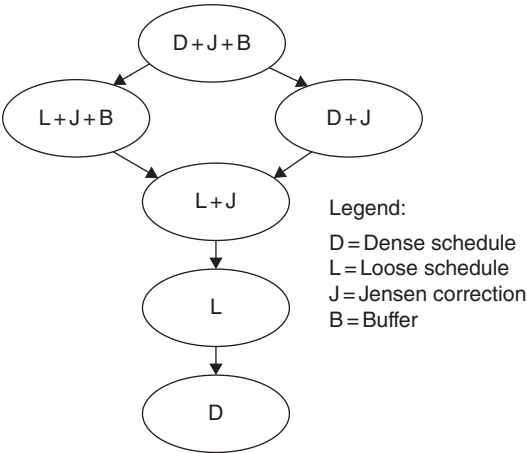 D+J+B
L+J+B
D+J
L+J
L
D
Legend:
D=Dense schedule
L=Loose schedule
J=Jensen correction
B=Buffer